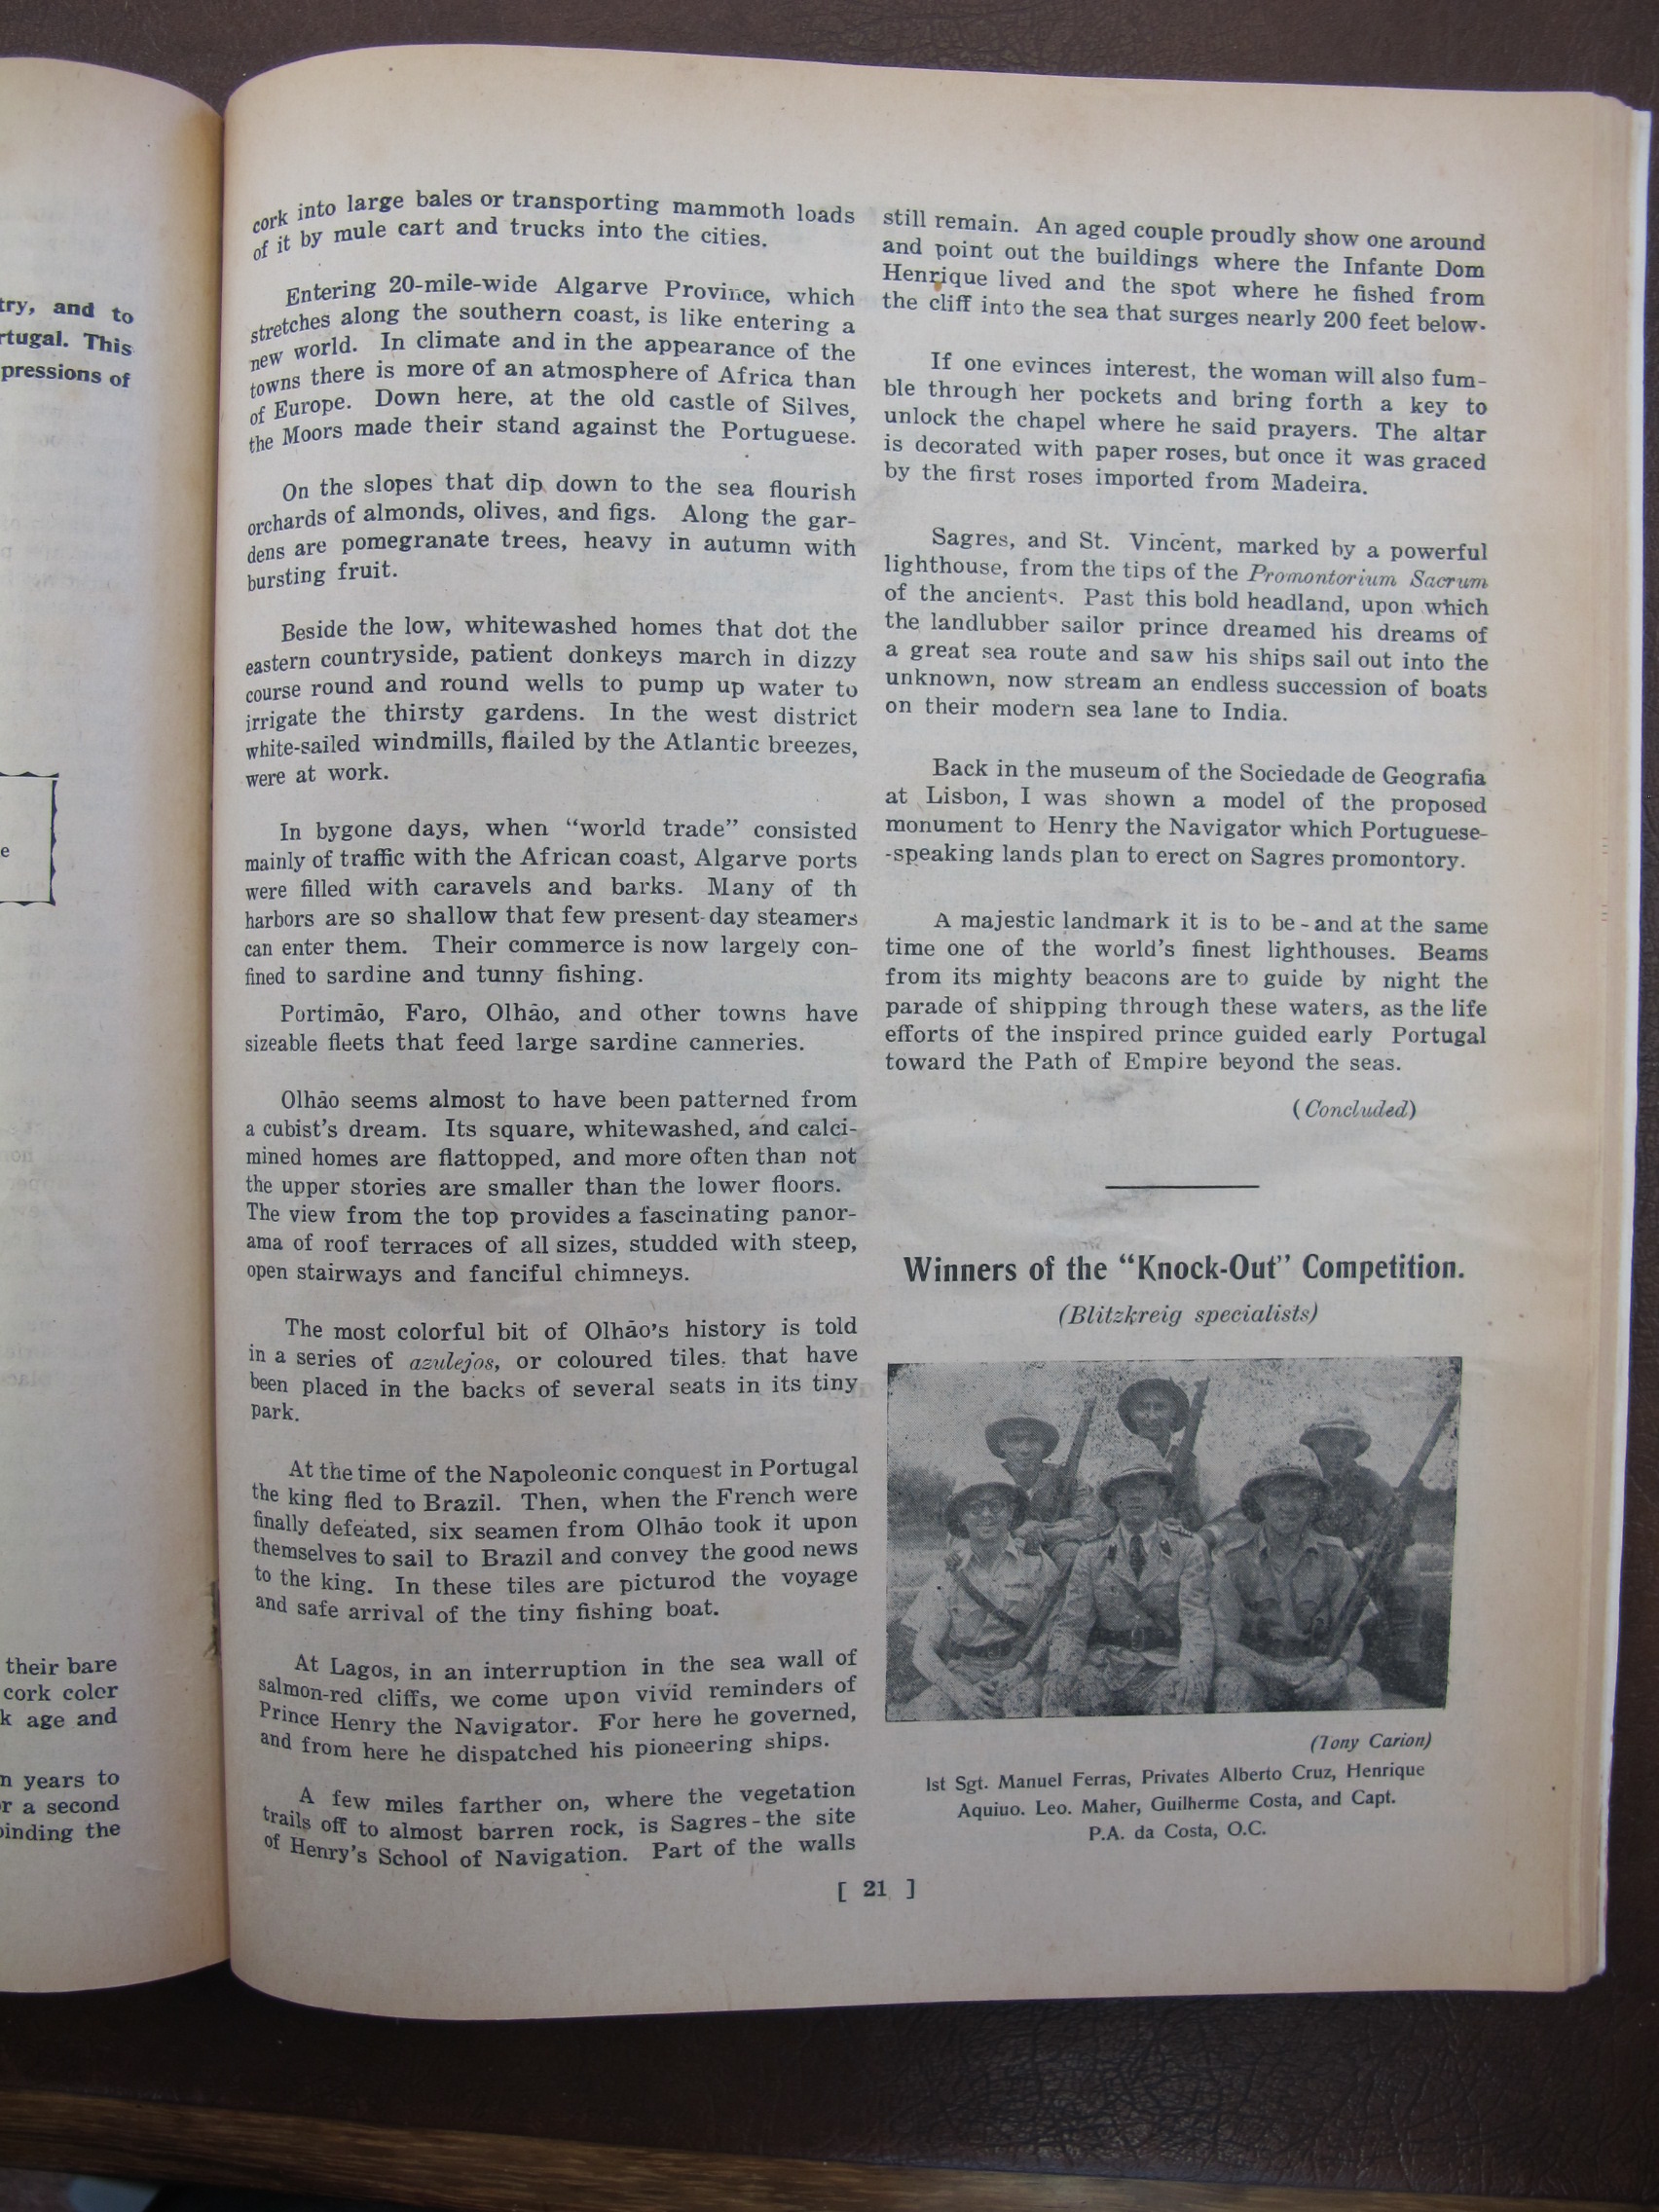 try, and to
rtugal. This
pressions of
e
their bare
cork color
k age and
n years to
r a second
binding the
cork into large bales or transporting mammoth loads
of it by mule cart and trucks into the cities.
Entering 20-mile-wide Algarve Province, which
stretches along the southern coast, is like entering a
new world. In climate and in the appearance of the
towns there is more of an atmosphere of Africa than
of Europe. Down here, at the old castle of Silves,
the Moors made their stand against the Portuguese.
On the slopes that dip down to the sea flourish
orchards of almonds, olives, and figs. Along the gar-
dens are pomegranate trees, heavy in autumn with
bursting fruit.
Beside the low, whitewashed homes that dot the
eastern countryside, patient donkeys march in dizzy
course round and round wells to pump up water to
irrigate the thirsty gardens. In the west district
white-sailed windmills, flailed by the Atlantic breezes,
were at work.
In bygone days, when “world trade” consisted
mainly of traffic with the African coast, Algarve ports
were filled with caravels and barks. Many of th
harbors are so shallow that few present-day steamers
can enter them. Their commerce is now largely con-
fined to sardine and tunny fishing.
Portimão, Faro, Olhão, and other towns have
sizeable fleets that feed large sardine canneries.
Olhão seems almost to have been patterned from
a cubist’s dream. Its square, whitewashed, and calci-
mined homes are flattopped, and more often than not
the upper stories are smaller than the lower floors.
The view from the top provides a fascinating panor-
ama of roof terraces of all sizes, studded with steep,
open stairways and fanciful chimneys.
The most colorful bit of Olhão’s history is told
in a series of azulejos, or coloured tiles, that have
been placed in the backs of several seats in its tiny
park.
At the time of the Napoleonic conquest in Portugal
the king fled to Brazil. Then, when the French were
finally defeated, six seamen from Olhão took it upon
themselves to sail to Brazil and convey the good news
to the king. In these tiles are picturod the voyage
and safe arrival of the tiny fishing boat.
At Lagos, in an interruption in the sea wall of
salmon-red cliffs, we come upon vivid reminders of
Prince Henry the Navigator. For here he governed,
and from here he dispatched his pioneering ships.
A few miles farther on, where the vegetation
trails off to almost barren rock, is Sagres - the site
of Henry’s School of Navigation. Part of the walls
still remain. An aged couple proudly show one around
and point out the buildings where the Infante Dom
Henrique lived and the spot where he fished from
the cliff into the sea that surges nearly 200 feet below.
If one evinces interest, the woman will also fum-
ble through her pockets and bring forth a key to
unlock the chapel where he said prayers. The altar
is decorated with paper roses, but once it was graced
by the first roses imported from Madeira.
Sagres, and St. Vincent, marked by a powerful
lighthouse, from the tips of the Promontorium Sacrum
of the ancients. Past this bold headland, upon which
the landlubber sailor prince dreamed his dreams of
a great sea route and saw his ships sail out into the
unknown, now stream an endless succession of boats
on their modern sea lane to India.
Back in the museum of the Sociedade de Geografia
at Lisbon, I was shown a model of the proposed
monument to Henry the Navigator which Portuguese-
-speaking lands plan to erect on Sagres promontory.
A majestic landmark it is to be - and at the same
time one of the world’s finest lighthouses. Beams
from its mighty beacons are to guide by night the
parade of shipping through these waters, as the life
efforts of the inspired prince guided early Portugal
toward the Path of Empire beyond the seas.
(Concluded)
Winners of the “Knock-Out” Competition.
(Blitzkreig specialists)
(Tony Carion)
1st Sgt. Manuel Ferras, Privates Alberto Cruz, Henrique
Aquiuo. Leo. Maher, Guilherme Costa, and Capt.
P.A. da Costa, O.C.
[ 21 ]